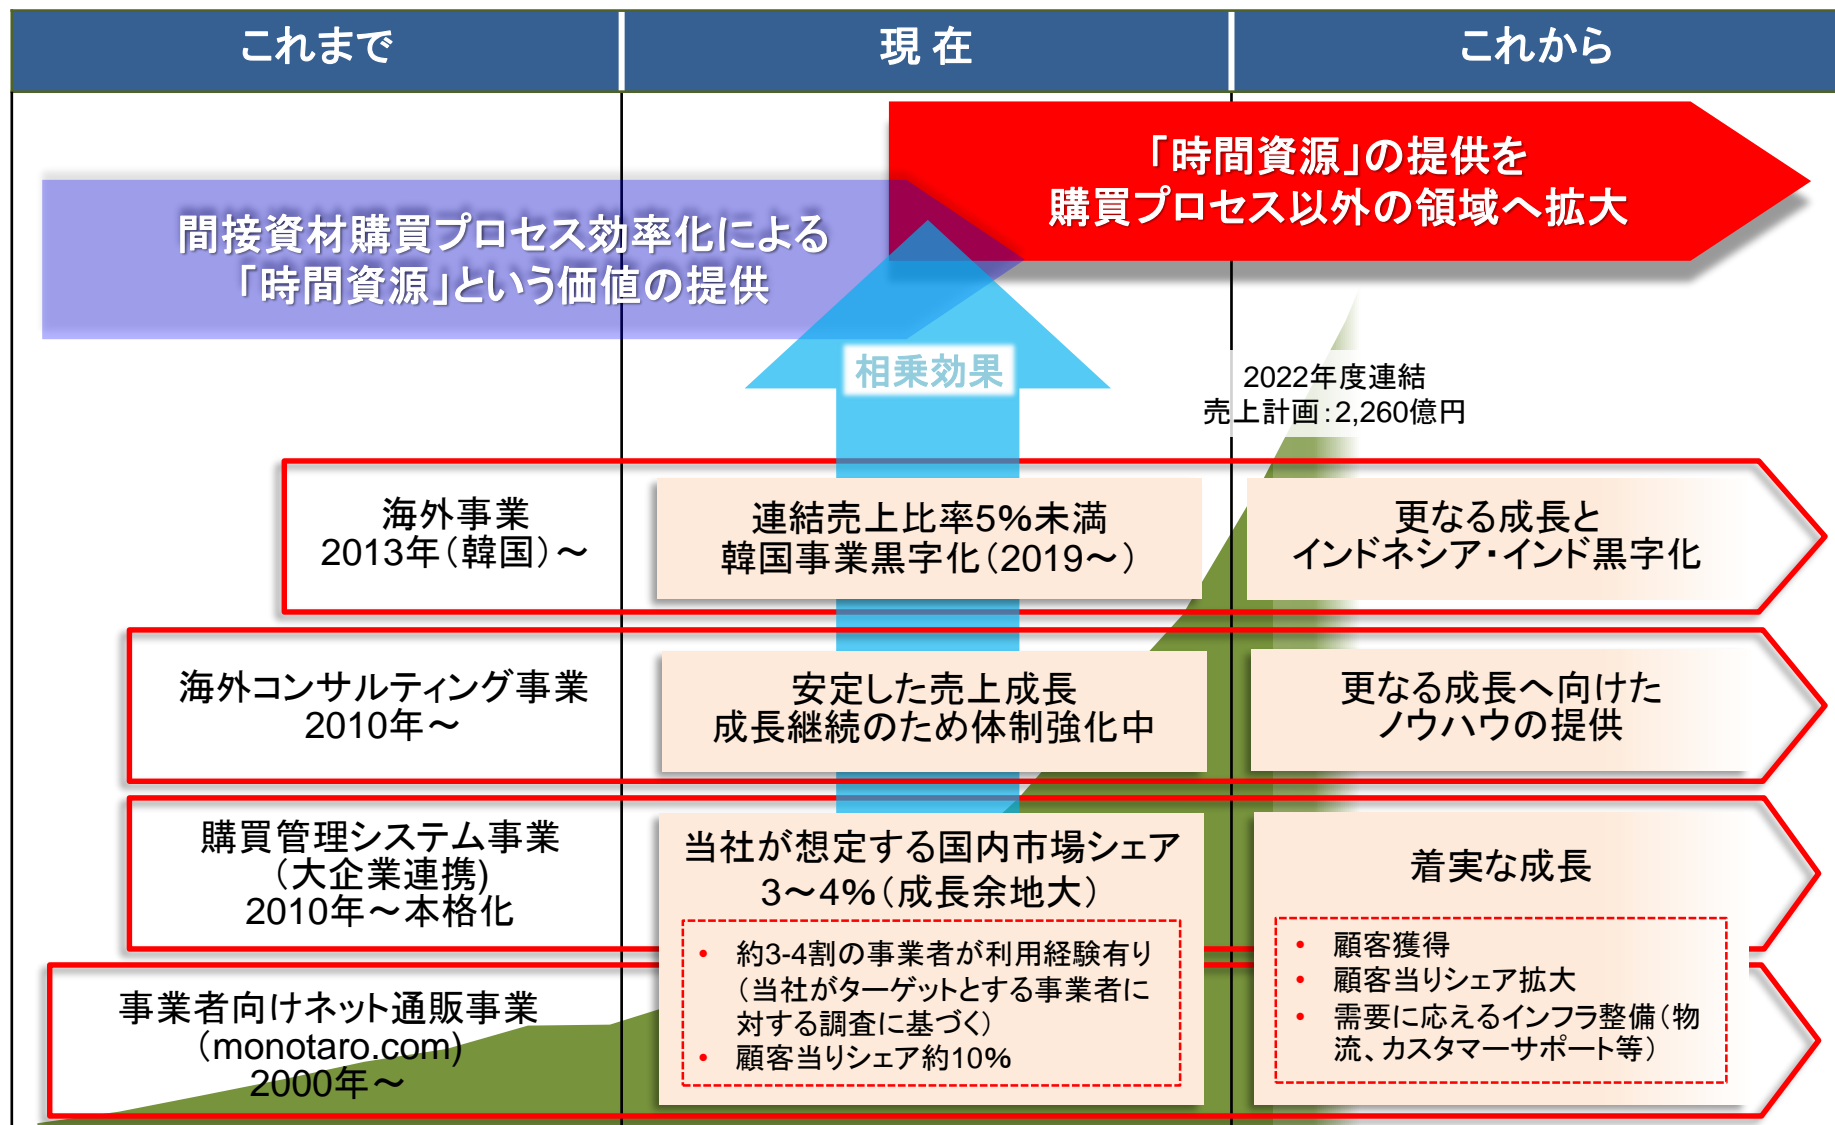 これまで
現 在
これから
「時間資源」の提供を
購買プロセス以外の領域へ拡大
間接資材購買プロセス効率化による
「時間資源」という価値の提供
相乗効果
2022年度連結
売上計画：2,260億円
海外事業
2013年（韓国）～
連結売上比率5%未満
韓国事業黒字化（2019～）
更なる成長と
インドネシア・インド黒字化
海外コンサルティング事業
2010年～
安定した売上成長
成長継続のため体制強化中
更なる成長へ向けた
ノウハウの提供
購買管理システム事業
（大企業連携)
2010年～本格化
事業者向けネット通販事業
（monotaro.com)
2000年～
当社が想定する国内市場シェア
3～4%（成長余地大）
• 約3-4割の事業者が利用経験有り
（当社がターゲットとする事業者に
対する調査に基づく）
• 顧客当りシェア約10%
着実な成長
• 顧客獲得
• 顧客当りシェア拡大
• 需要に応えるインフラ整備（物
流、カスタマーサポート等）